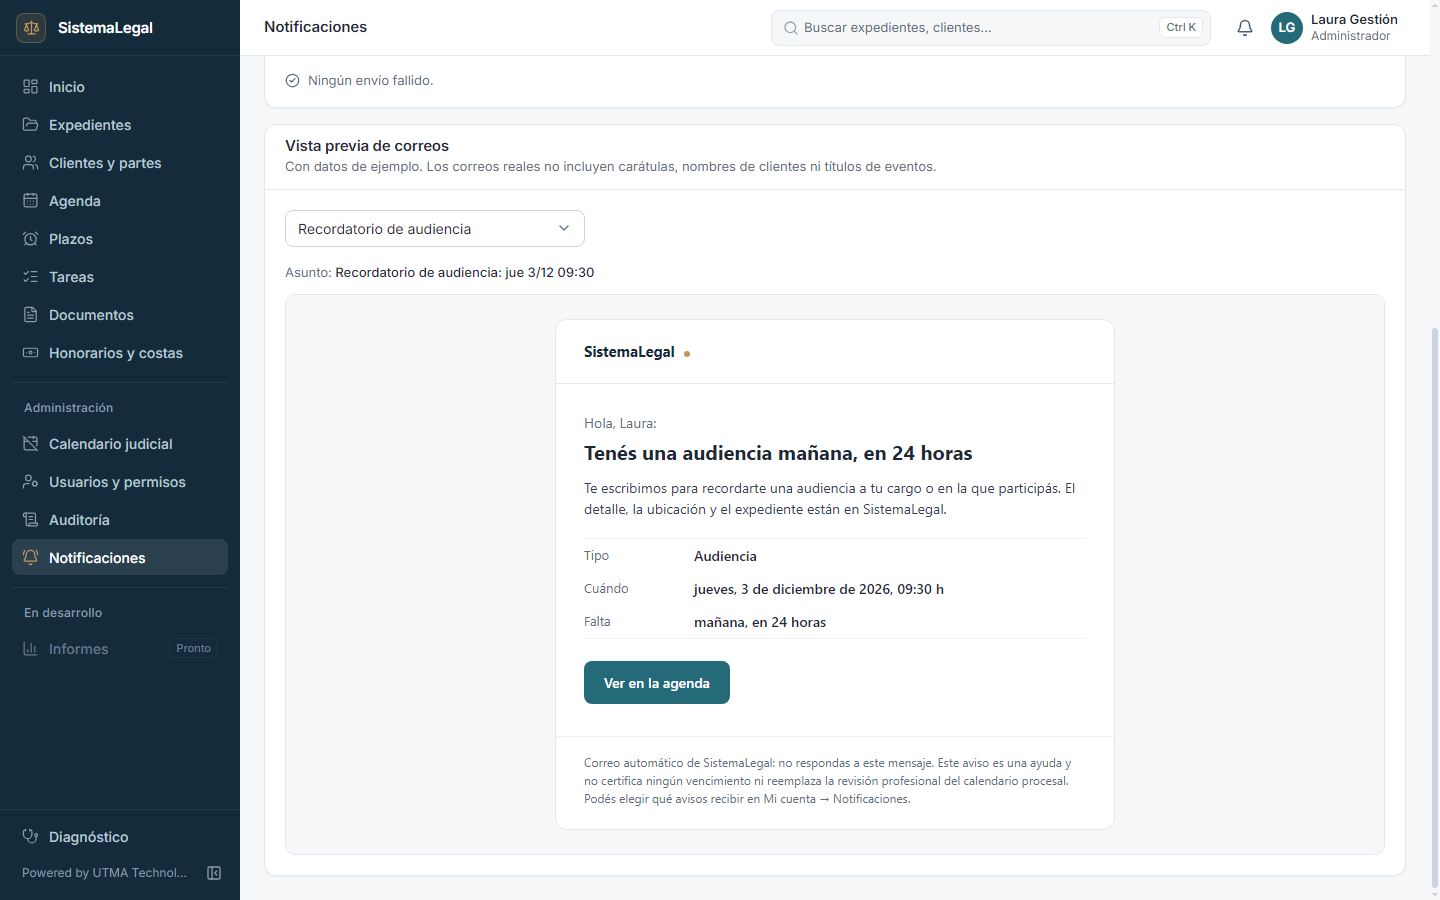 SistemaLegal
Notificaciones
Buscar expedientes, clientes...
Ctrl K
LG
Laura Gestión
Administrador
Inicio
Expedientes
Clientes y partes
Agenda
Plazos
Tareas
Documentos
Honorarios y costas
Administración
Calendario judicial
Usuarios y permisos
Auditoría
Notificaciones
En desarrollo
Informes
Pronto
Diagnóstico
Powered by UTMA Technol...
Ningún envío fallido.
Vista previa de correos
Con datos de ejemplo. Los correos reales no incluyen carátulas, nombres de clientes ni títulos de eventos.
Recordatorio de audiencia
Asunto: Recordatorio de audiencia: jue 3/12 09:30
SistemaLegal
Hola, Laura:
Tenés una audiencia mañana, en 24 horas
Te escribimos para recordarte una audiencia a tu cargo o en la que participás. El
detalle, la ubicación y el expediente están en SistemaLegal.
Tipo Audiencia
Cuándo jueves, 3 de diciembre de 2026, 09:30 h
Falta mañana, en 24 horas
Ver en la agenda
Correo automático de SistemaLegal: no respondas a este mensaje. Este aviso es una ayuda y
no certifica ningún vencimiento ni reemplaza la revisión profesional del calendario procesal.
Podés elegir qué avisos recibir en Mi cuenta → Notificaciones.